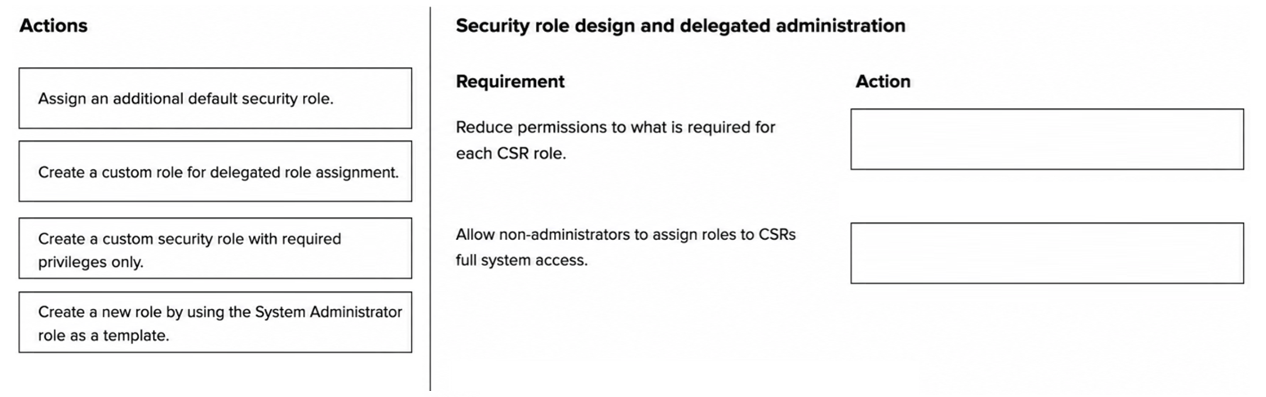 Actions
Assign an additional default security role.
Create a custom role for delegated role assignment.
Create a custom security role with required
privileges only.
Create a new role by using the System Administrator
role as a template.
Security role design and delegated administration
Requirement
Action
Reduce permissions to what is required for
each CSR role.
Allow non-administrators to assign roles to CSRs
full system access.